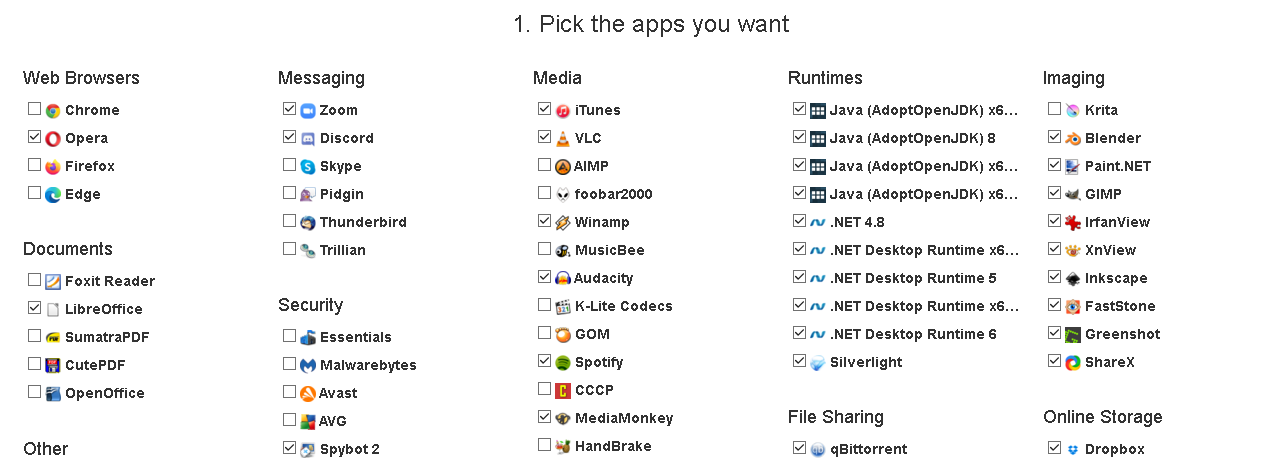 1. Pick the apps you want
Web Browsers
Chrome
Opera
Firefox
Edge
Documents
Foxit Reader
LibreOffice
SumatraPDF
CutePDF
OpenOffice
Other
Messaging
Zoom
Discord
Skype
Pidgin
Thunderbird
Trillian
Security
Essentials
Malwarebytes
Avast
AVG
Spybot 2
Media
iTunes
VLC
AIMP
foobar2000
Winamp
MusicBee
Audacity
K-Lite Codecs
GOM
Spotify
CCCP
MediaMonkey
HandBrake
Runtimes
Java (AdoptOpenJDK) x6...
Java (AdoptOpenJDK) 8
Java (AdoptOpenJDK) x6...
Java (AdoptOpenJDK) x6...
.NET 4.8
.NET Desktop Runtime x6...
.NET Desktop Runtime 5
.NET Desktop Runtime x6...
.NET Desktop Runtime 6
Silverlight
File Sharing
qBittorrent
Imaging
Krita
Blender
Paint.NET
GIMP
IrfanView
XnView
Inkscape
FastStone
Greenshot
ShareX
Online Storage
Dropbox